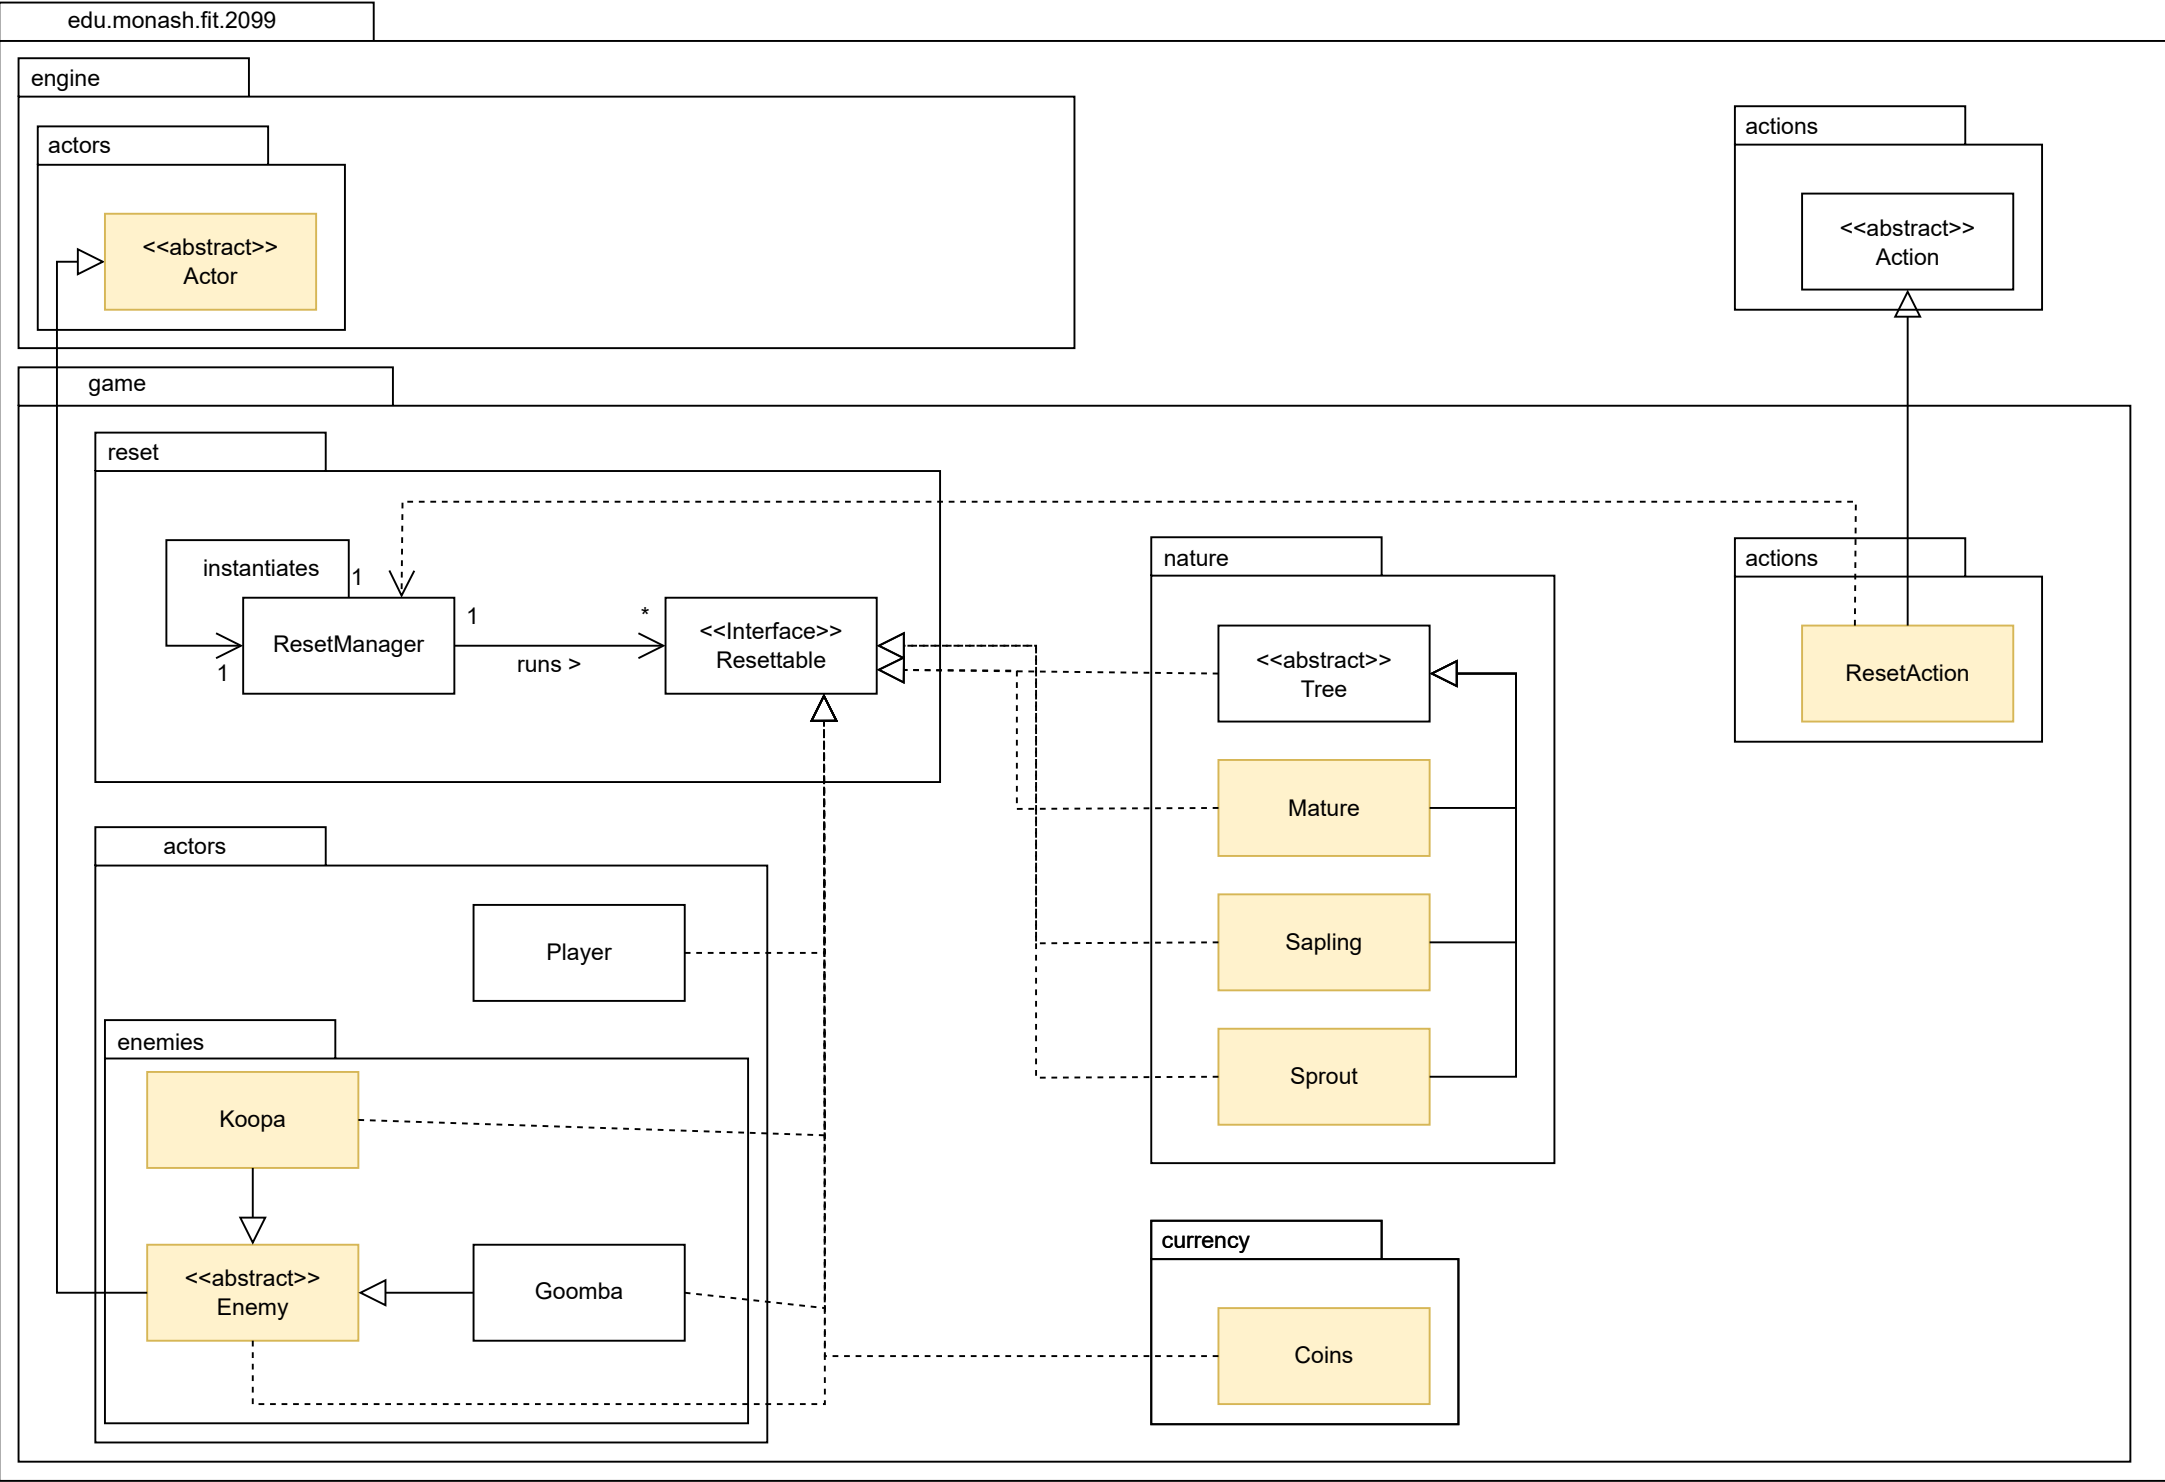 edu.monash.fit.2099
engine
actors
<<abstract>>
Actor
actions
<<abstract>>
Action
game
reset
instantiates
1
1
ResetManager
1
*
runs >
<<Interface>>
Resettable
nature
<<abstract>>
Tree
Mature
Sapling
Sprout
actions
ResetAction
actors
Player
enemies
Koopa
<<abstract>>
Enemy
Goomba
currency
Coins